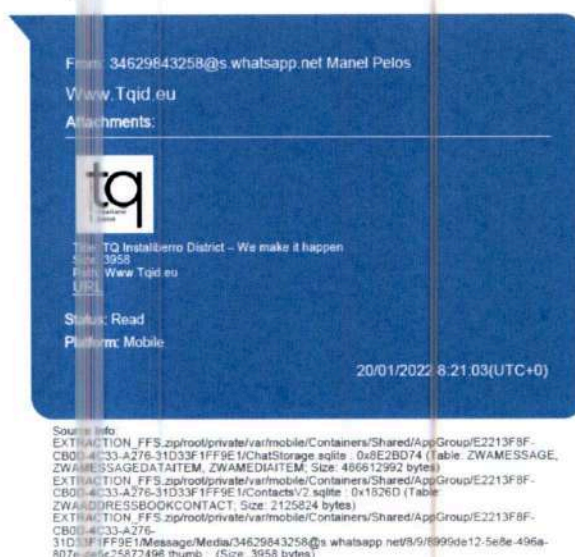 From: 34629843258@s.whatsapp.net Manel Pelos
Www.Tqid.eu
Attachments:
tq
Title: TQ Installiberro District – We make it happen
Size: 3958
Path: Www.Tqid.eu
URL
Status: Read
Platform: Mobile
20/01/2022 8:21:03(UTC+0)
Source Info:
EXTRACTION_FFS.zip/root/private/var/mobile/Containers/Shared/AppGroup/E2213F8F-
CB0D-4C33-A276-31D33F1FF9E1/ChatStorage.sqlite : 0x8E2BD74 (Table: ZWAMESSAGE,
ZWAMESSAGEDATAITEM, ZWAMEDIAITEM; Size: 486612992 bytes)
EXTRACTION_FFS.zip/root/private/var/mobile/Containers/Shared/AppGroup/E2213F8F-
CB0D-4C33-A276-31D33F1FF9E1/ContactsV2.sqlite : 0x1826D (Table:
ZWAADDRESSBOOKCONTACT; Size: 2125824 bytes)
EXTRACTION_FFS.zip/root/private/var/mobile/Containers/Shared/AppGroup/E2213F8F-
CB0D-4C33-A276-
31D33F1FF9E1/Message/Media/34629843258@s.whatsapp.net/8/9/8999de12-5e8e-496a-
(Size: 3958 bytes)